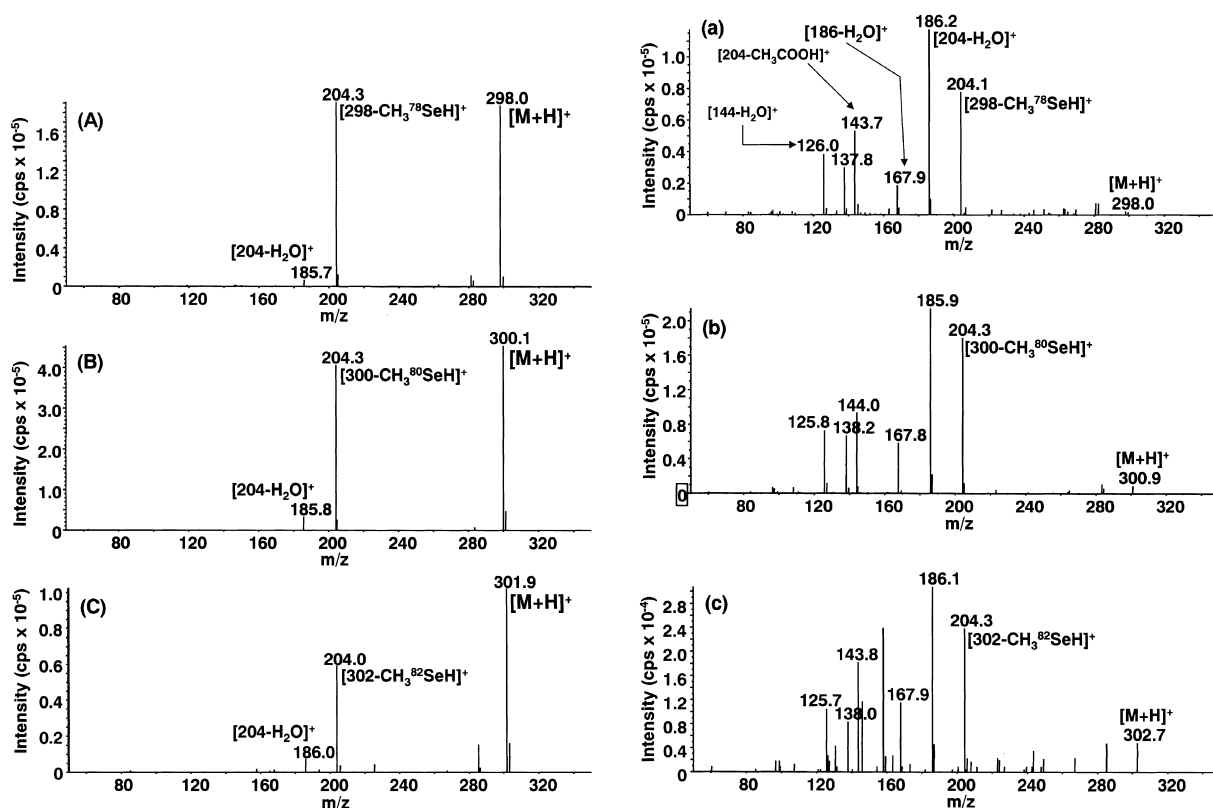 (A)
Intensity (cps x 10⁻⁵)
1.6
1.2
0.8
0.4
0
204.3
[298-CH₃⁷⁸SeH]⁺
298.0
[M+H]⁺
[204-H₂O]⁺
185.7
80 120 160 200 240 280 320
m/z
(B)
Intensity (cps x 10⁻⁵)
4.0
3.0
2.0
1.0
0
204.3
[300-CH₃⁸⁰SeH]⁺
300.1
[M+H]⁺
[204-H₂O]⁺
185.8
80 120 160 200 240 280 320
m/z
(C)
Intensity (cps x 10⁻⁵)
1.0
0.8
0.6
0.4
0.2
0
204.0
[302-CH₃⁸²SeH]⁺
301.9
[M+H]⁺
[204-H₂O]⁺
186.0
80 120 160 200 240 280 320
m/z
(a)
Intensity (cps x 10⁻⁵)
1.0
0.8
0.6
0.4
0.2
0
186.2
[186-H₂O]⁺
[204-H₂O]⁺
[204-CH₃COOH]⁺
204.1
[298-CH₃⁷⁸SeH]⁺
[144-H₂O]⁺
143.7
126.0
137.8
167.9
[M+H]⁺
298.0
80 120 160 200 240 280 320
m/z
(b)
Intensity (cps x 10⁻⁵)
2.0
1.6
1.2
0.8
0.4
0
185.9
204.3
[300-CH₃⁸⁰SeH]⁺
144.0
125.8
138.2
167.8
[M+H]⁺
300.9
80 120 160 200 240 280 320
m/z
(c)
Intensity (cps x 10⁻⁴)
2.8
2.4
2.0
1.6
1.2
0.8
0.4
0
186.1
204.3
[302-CH₃⁸²SeH]⁺
143.8
125.7
138.0
167.9
[M+H]⁺
302.7
80 120 160 200 240 280 320
m/z